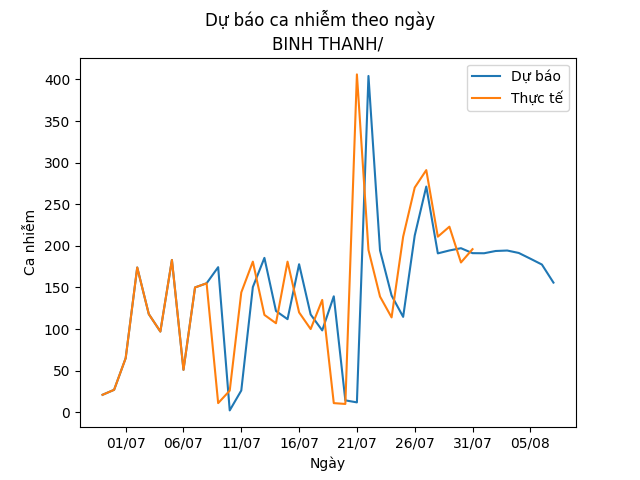 Dự báo ca nhiễm theo ngày
BINH THANH/
Dự báo
Thực tế
Ca nhiễm
400
350
300
250
200
150
100
50
0
01/07 06/07 11/07 16/07 21/07 26/07 31/07 05/08
Ngày